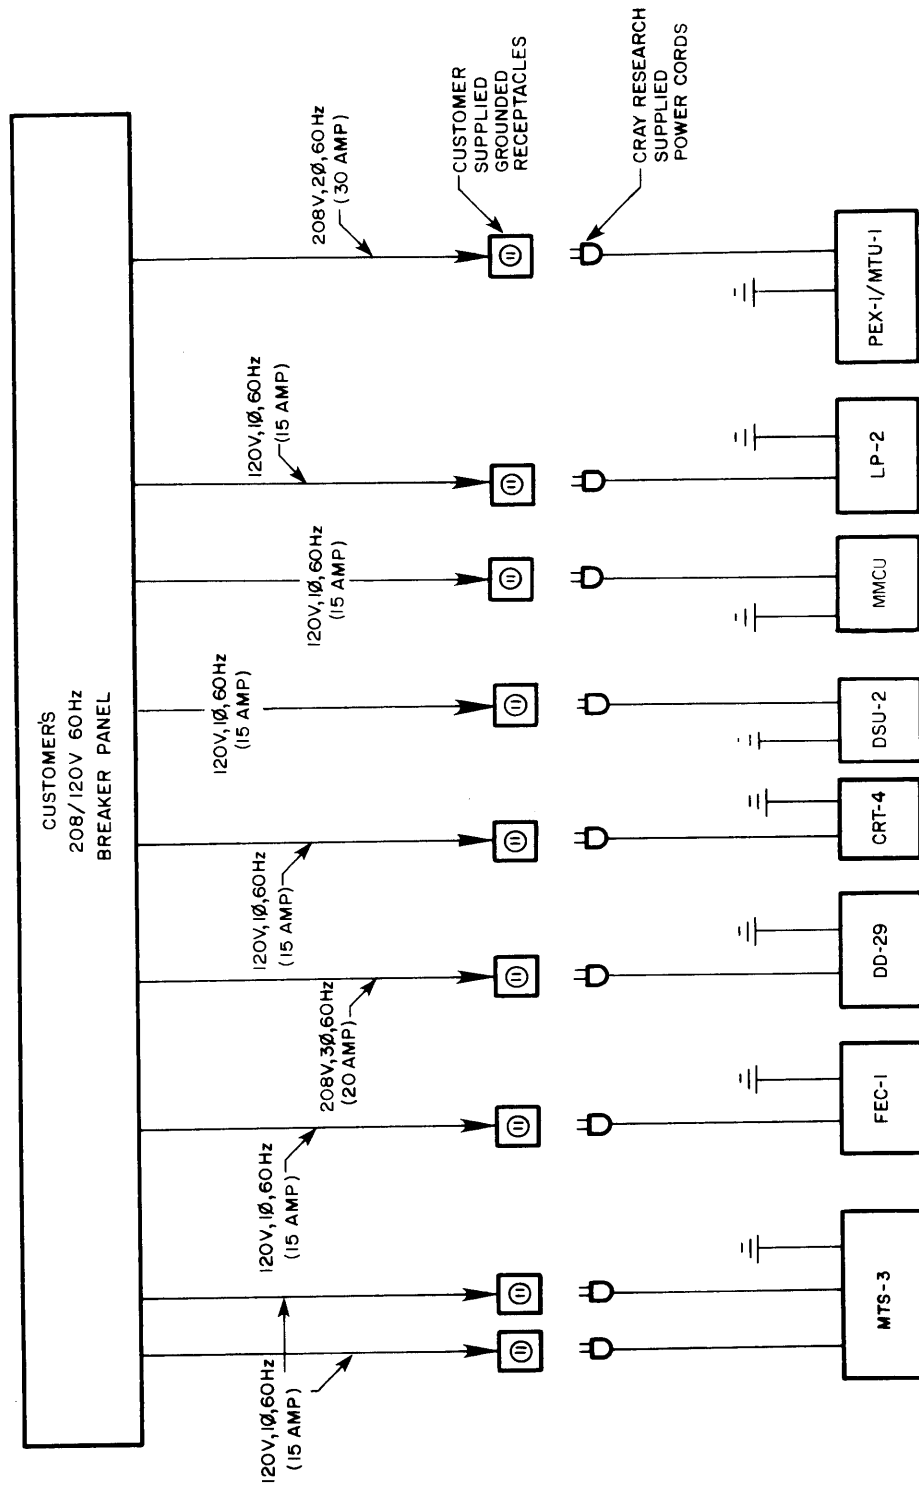 CUSTOMER'S
208/120V 60Hz
BREAKER PANEL
120V,1Ø,60Hz
(15 AMP)
120V,1Ø,60Hz
(15 AMP)
208V,3Ø,60Hz
(20 AMP)
120V,1Ø,60Hz
(15 AMP)
120V,1Ø,60Hz
(15 AMP)
120V,1Ø,60Hz
(15 AMP)
120V,1Ø,60Hz
(15 AMP)
208V,2Ø,60Hz
(30 AMP)
CUSTOMER
SUPPLIED
GROUNDED
RECEPTACLES
CRAY RESEARCH
SUPPLIED
POWER CORDS
MTS-3
FEC-1
DD-29
CRT-4
DSU-2
MMCU
LP-2
PEX-1/MTU-1